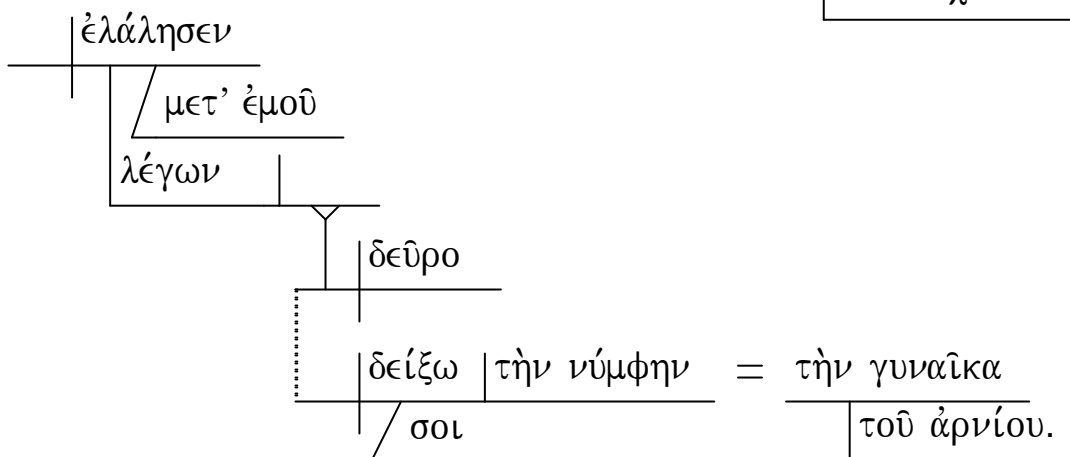 ἐλάλησεν
μετ’ ἐμοῦ
λέγων
δεῦρο
δείξω τὴν νύμφην = τὴν γυναῖκα
σοι τοῦ ἀρνίου.